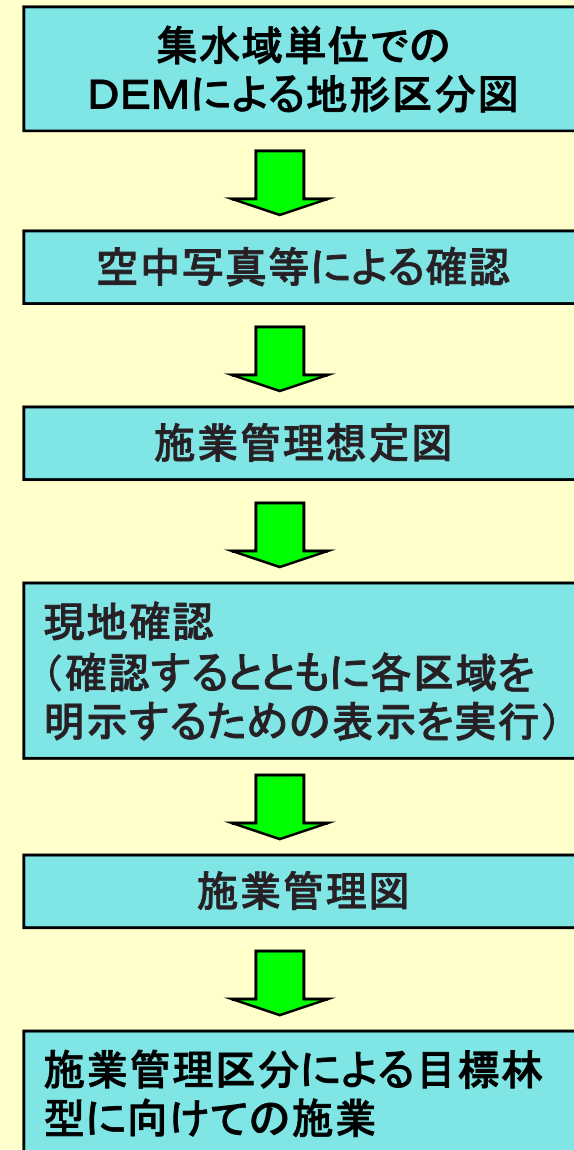 集水域単位での
DEMによる地形区分図
空中写真等による確認
施業管理想定図
現地確認
（確認するとともに各区域を
明示するための表示を実行）
施業管理図
施業管理区分による目標林
型に向けての施業